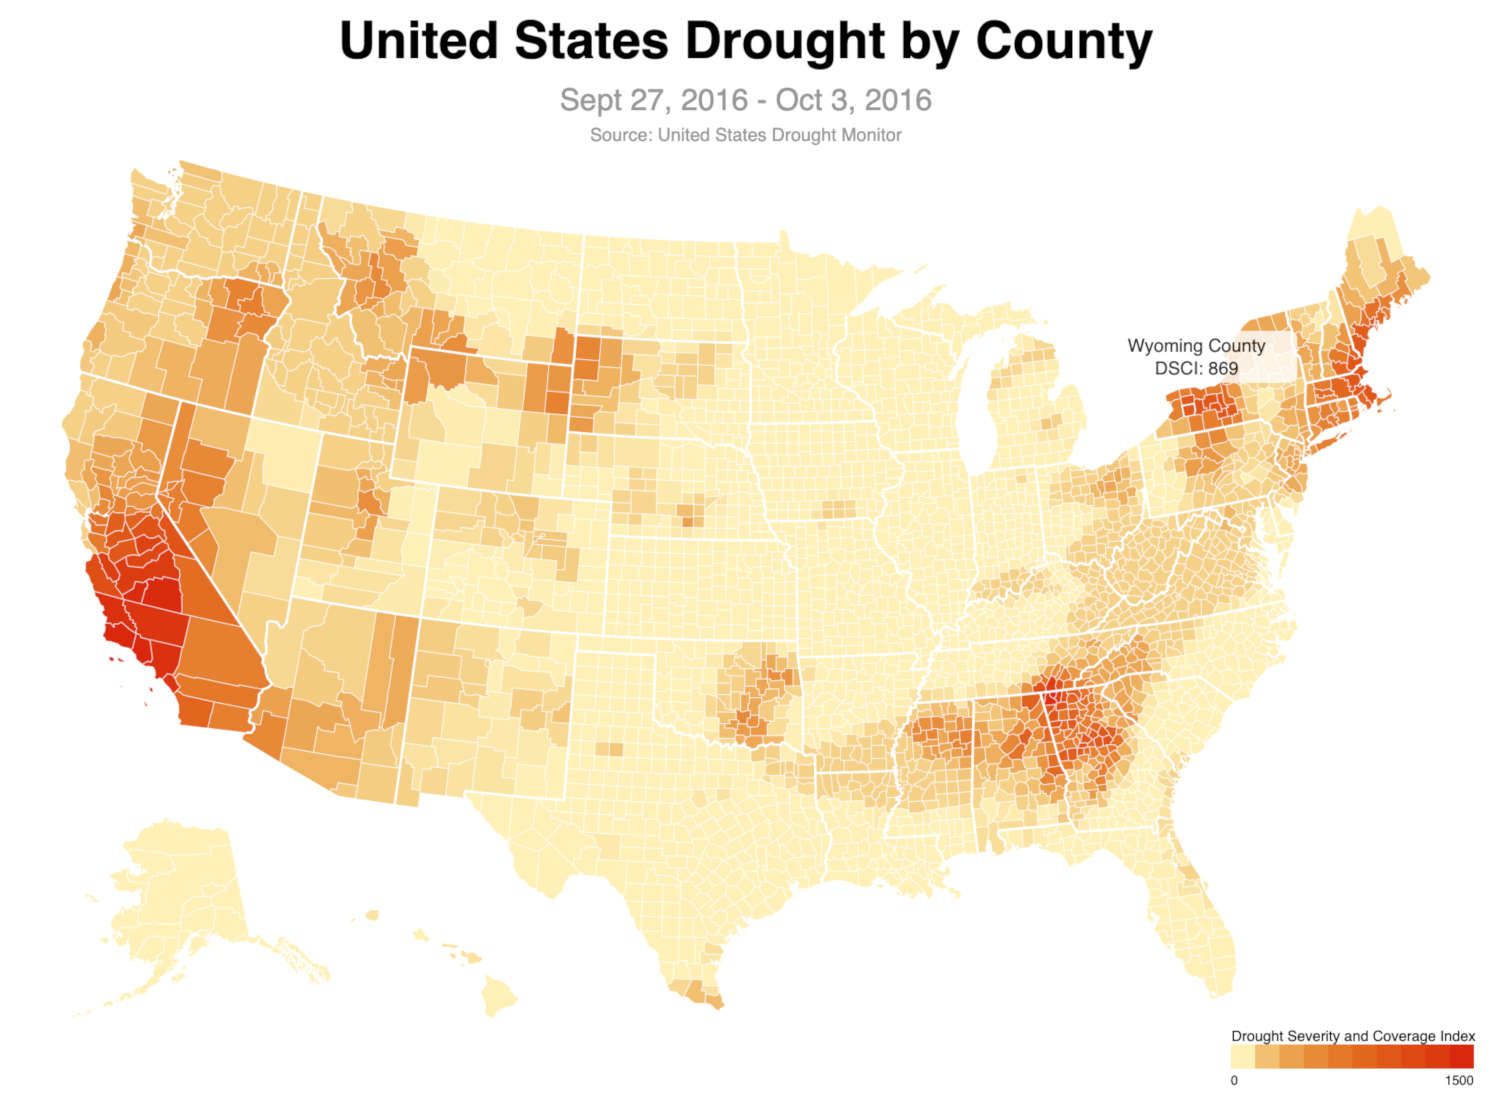 United States Drought by County
Sept 27, 2016 - Oct 3, 2016
Source: United States Drought Monitor
Wyoming County
DSCI: 869
Drought Severity and Coverage Index
0 1500